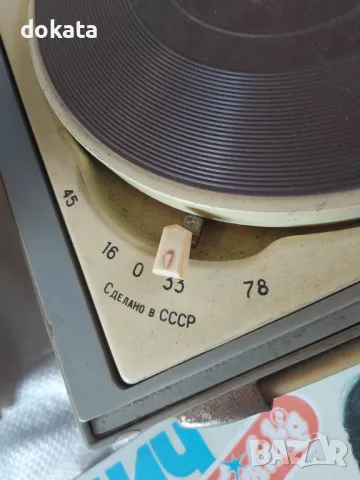 dokata
45
16 0 33 78
Сделано в СССР
bazar